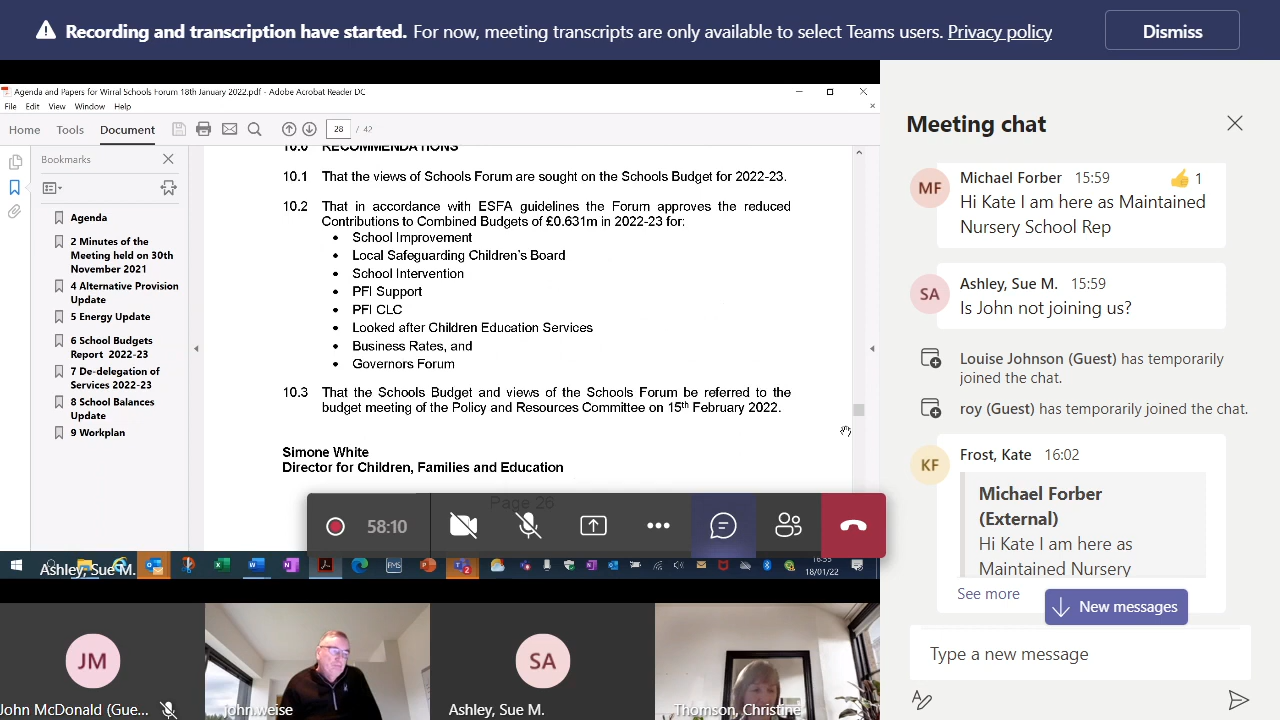 Recording and transcription have started. For now, meeting transcripts are only available to select Teams users. Privacy policy
Dismiss
Agenda and Papers for Wirral Schools Forum 18th January 2022.pdf - Adobe Acrobat Reader DC
File Edit View Window Help
Home Tools Document
28 / 42
Bookmarks
Agenda
2 Minutes of the
Meeting held on 30th
November 2021
4 Alternative Provision
Update
5 Energy Update
6 School Budgets
Report 2022-23
7 De-delegation of
Services 2022-23
8 School Balances
Update
9 Workplan
10.0 RECOMMENDATIONS
10.1 That the views of Schools Forum are sought on the Schools Budget for 2022-23.
10.2 That in accordance with ESFA guidelines the Forum approves the reduced
Contributions to Combined Budgets of £0.631m in 2022-23 for:
• School Improvement
• Local Safeguarding Children's Board
• School Intervention
• PFI Support
• PFI CLC
• Looked after Children Education Services
• Business Rates, and
• Governors Forum
10.3 That the Schools Budget and views of the Schools Forum be referred to the
budget meeting of the Policy and Resources Committee on 15th February 2022.
Simone White
Director for Children, Families and Education
Page 26
58:10
Ashley, Sue M.
FMS
16:53
18/01/22
JM
John McDonald (Gue...
john.weise
SA
Ashley, Sue M.
Thomson, Christine
Meeting chat
MF
Michael Forber 15:59
1
Hi Kate I am here as Maintained
Nursery School Rep
SA
Ashley, Sue M. 15:59
Is John not joining us?
Louise Johnson (Guest) has temporarily
joined the chat.
roy (Guest) has temporarily joined the chat.
KF
Frost, Kate 16:02
Michael Forber
(External)
Hi Kate I am here as
Maintained Nursery
See more
New messages
Type a new message